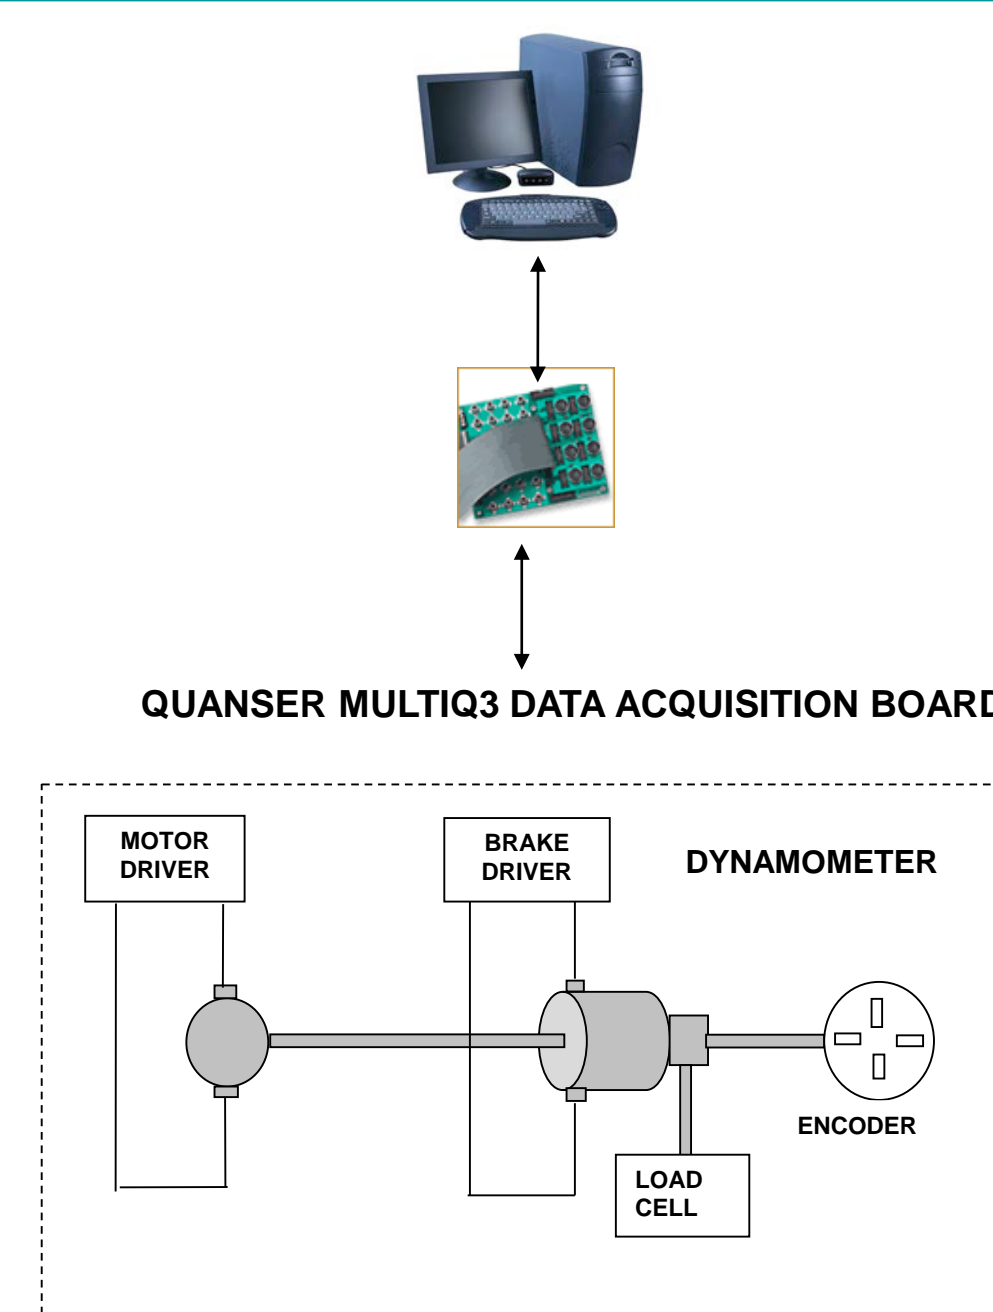 QUANSER MULTIQ3 DATA ACQUISITION BOARD
MOTOR
DRIVER
BRAKE
DRIVER
DYNAMOMETER
ENCODER
LOAD
CELL